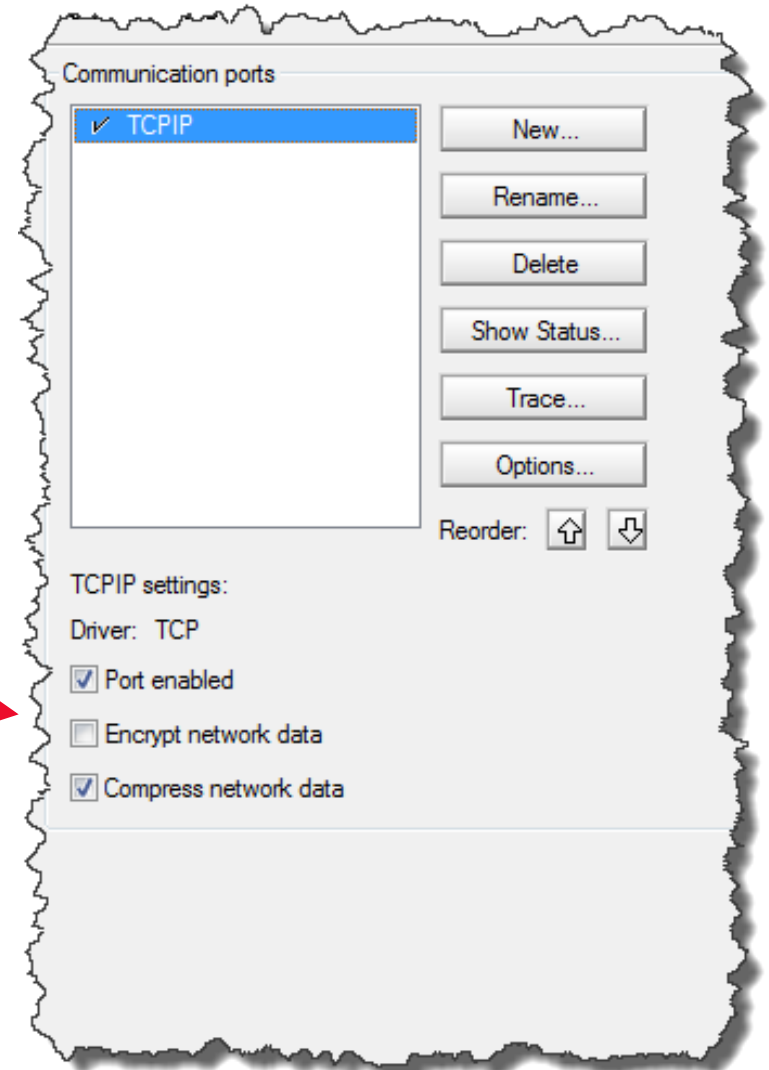 Communication ports
TCPIP
New...
Rename...
Delete
Show Status...
Trace...
Options...
Reorder:
TCPIP settings:
Driver: TCP
Port enabled
Encrypt network data
Compress network data